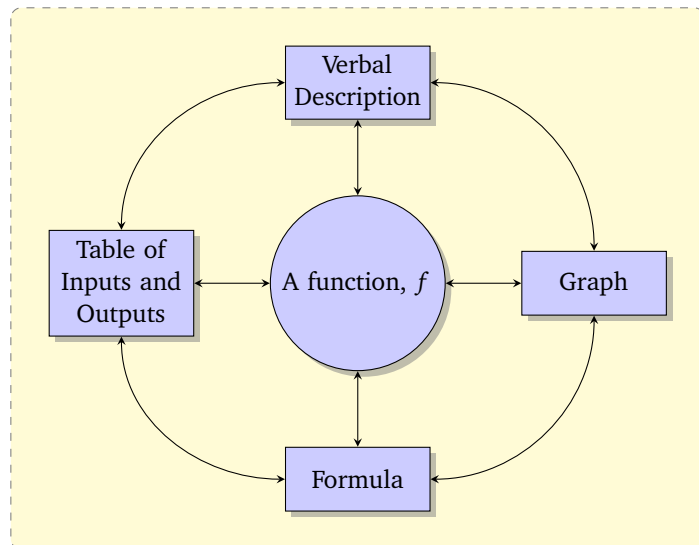 Verbal
Description
Table of
Inputs and
Outputs
A function, f
Graph
Formula